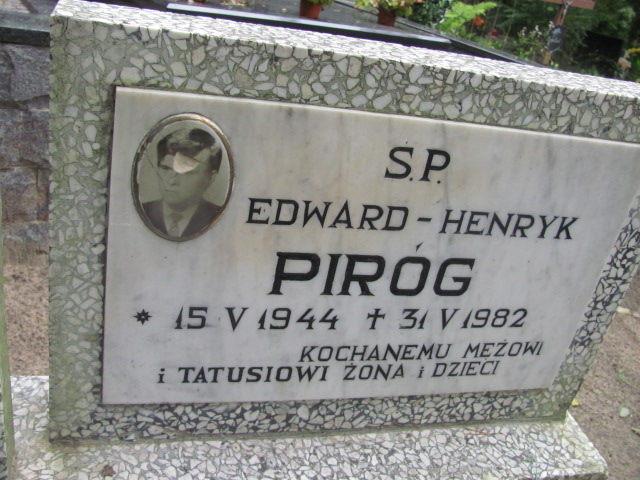 S.P.
EDWARD-HENRYK
PIRÓG
* 15 V 1944 † 31 V 1982
KOCHANEMU MĘŻOWI
i TATUSIOWI ŻONA i DZIECI